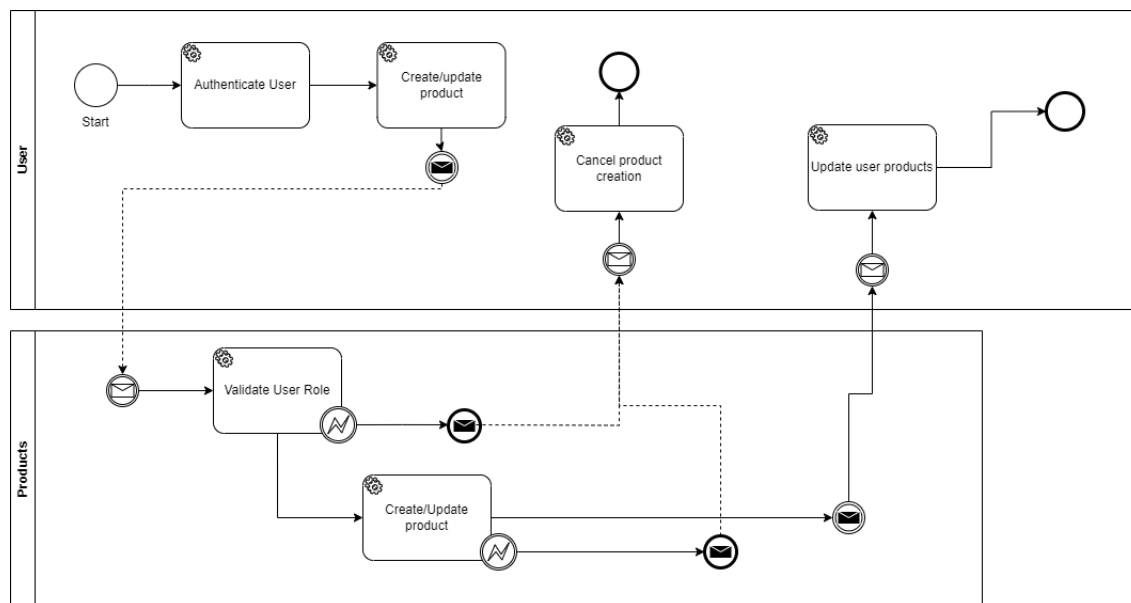 User
Start
Authenticate User
Create/update
product
Cancel product
creation
Update user products
Products
Validate User Role
Create/Update
product